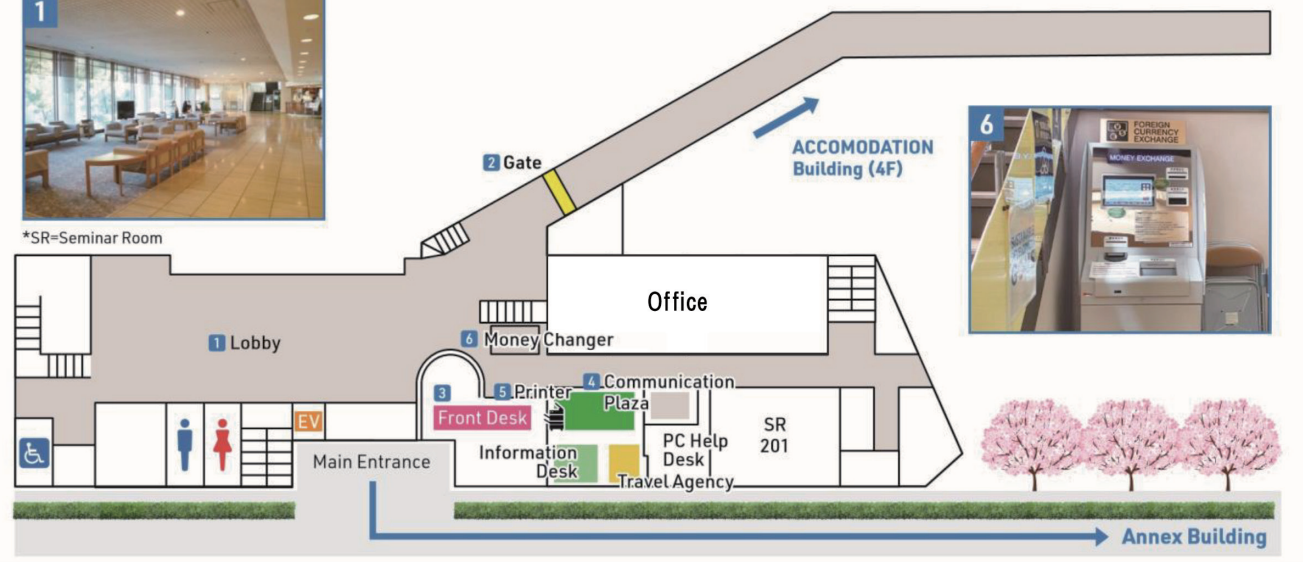 1
*SR=Seminar Room
2 Gate
ACCOMODATION
Building (4F)
6
FOREIGN
CURRENCY
EXCHANGE
MONEY EXCHANGE
Office
1 Lobby
6 Money Changer
3
Front Desk
5 Printer
4 Communication
Plaza
EV
Main Entrance
Information
Desk
PC Help
Desk
Travel Agency
SR
201
Annex Building